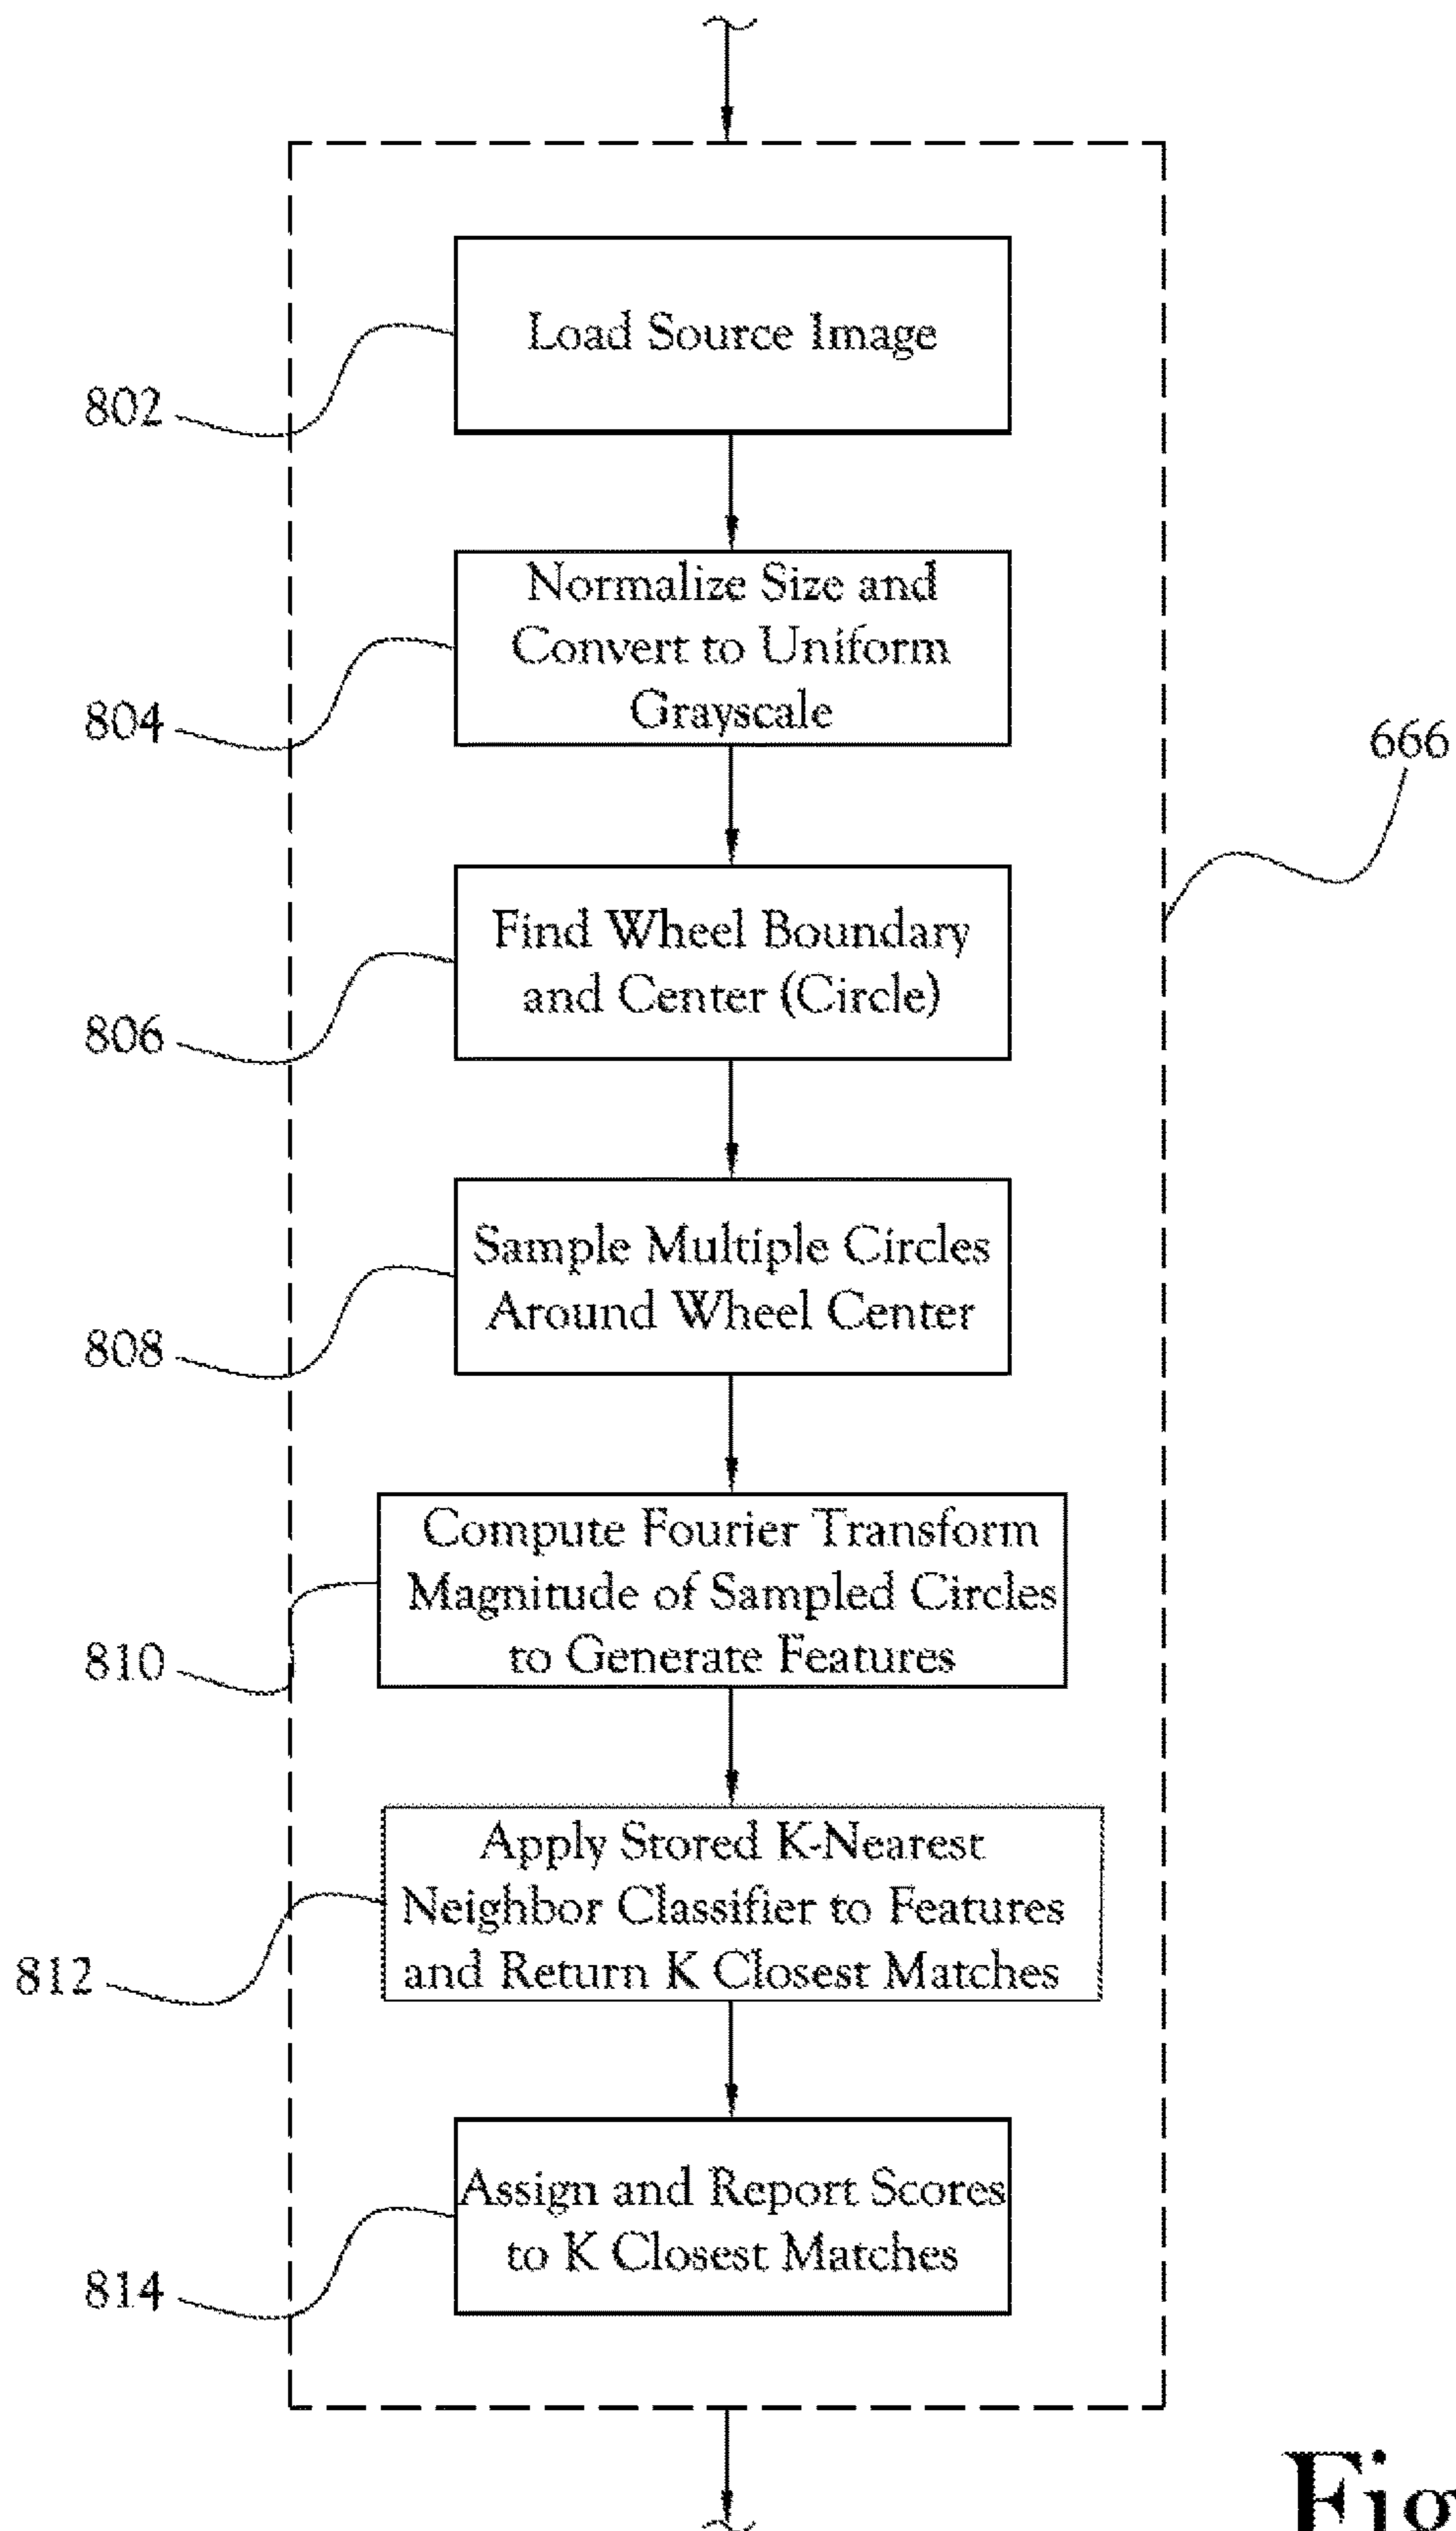 Load Source Image
802
Normalize Size and
Convert to Uniform
Grayscale
804
666
Find Wheel Boundary
and Center (Circle)
806
Sample Multiple Circles
Around Wheel Center
808
Compute Fourier Transform
Magnitude of Sampled Circles
to Generate Features
810
Apply Stored K-Nearest
Neighbor Classifier to Features
and Return K Closest Matches
812
Assign and Report Scores
to K Closest Matches
814
Fig